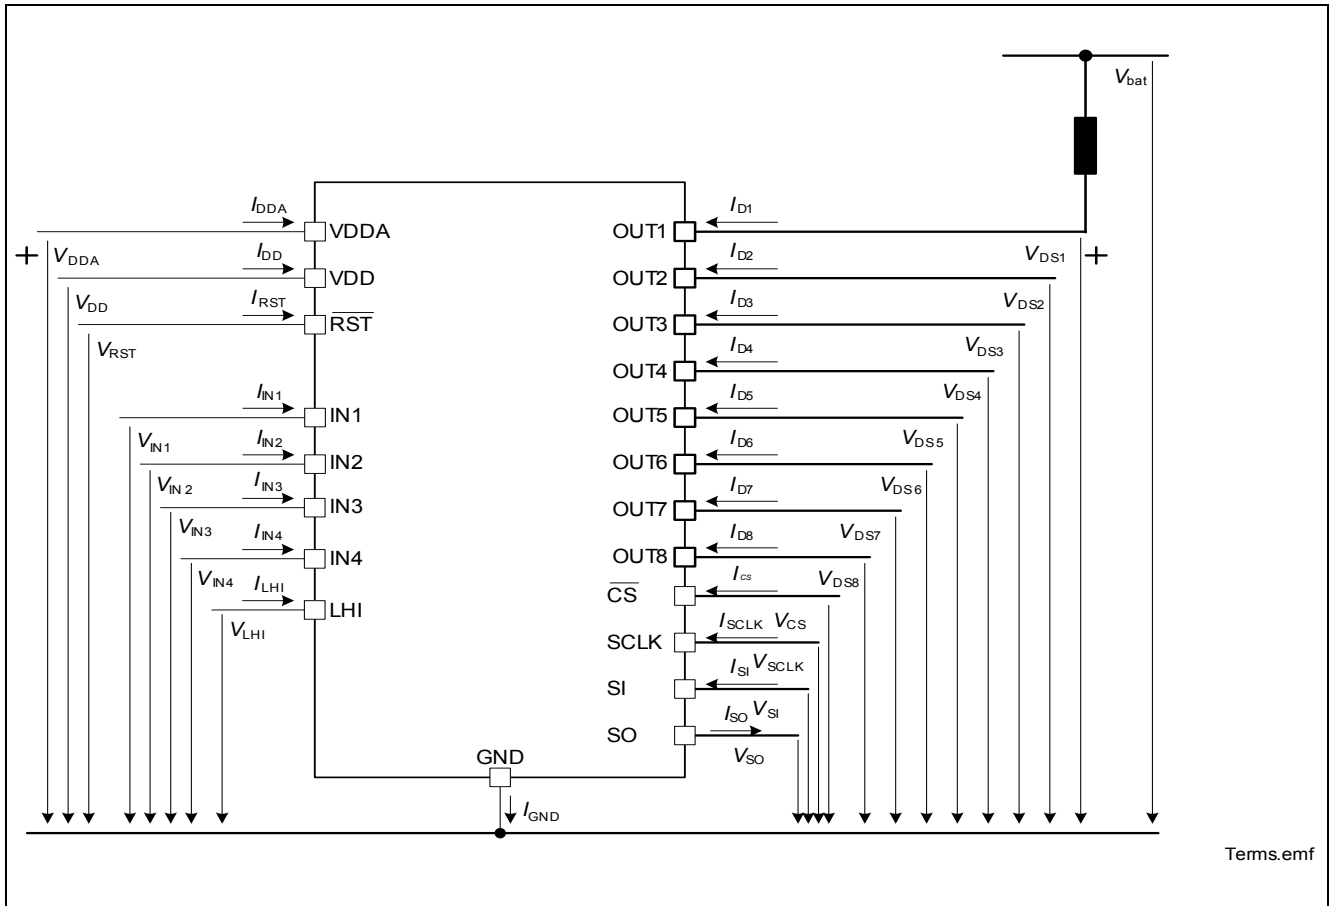 Vbat
IDDA
VDDA
OUT1
ID1
+
VDDA
IDD
VDD
OUT2
ID2
VDS1
+
VDD
IRST
RST
OUT3
ID3
VDS2
VRST
OUT4
ID4
VDS3
IIN1
IN1
OUT5
ID5
VDS4
VIN1
IIN2
IN2
OUT6
ID6
VDS5
VIN2
IIN3
IN3
OUT7
ID7
VDS6
VIN3
IIN4
IN4
OUT8
ID8
VDS7
VIN4
ILHI
LHI
CS
Ics
VDS8
VLHI
SCLK
ISCLK
VCS
SI
ISI
VSCLK
SO
ISO
VSI
VSO
GND
IGND
Terms.emf